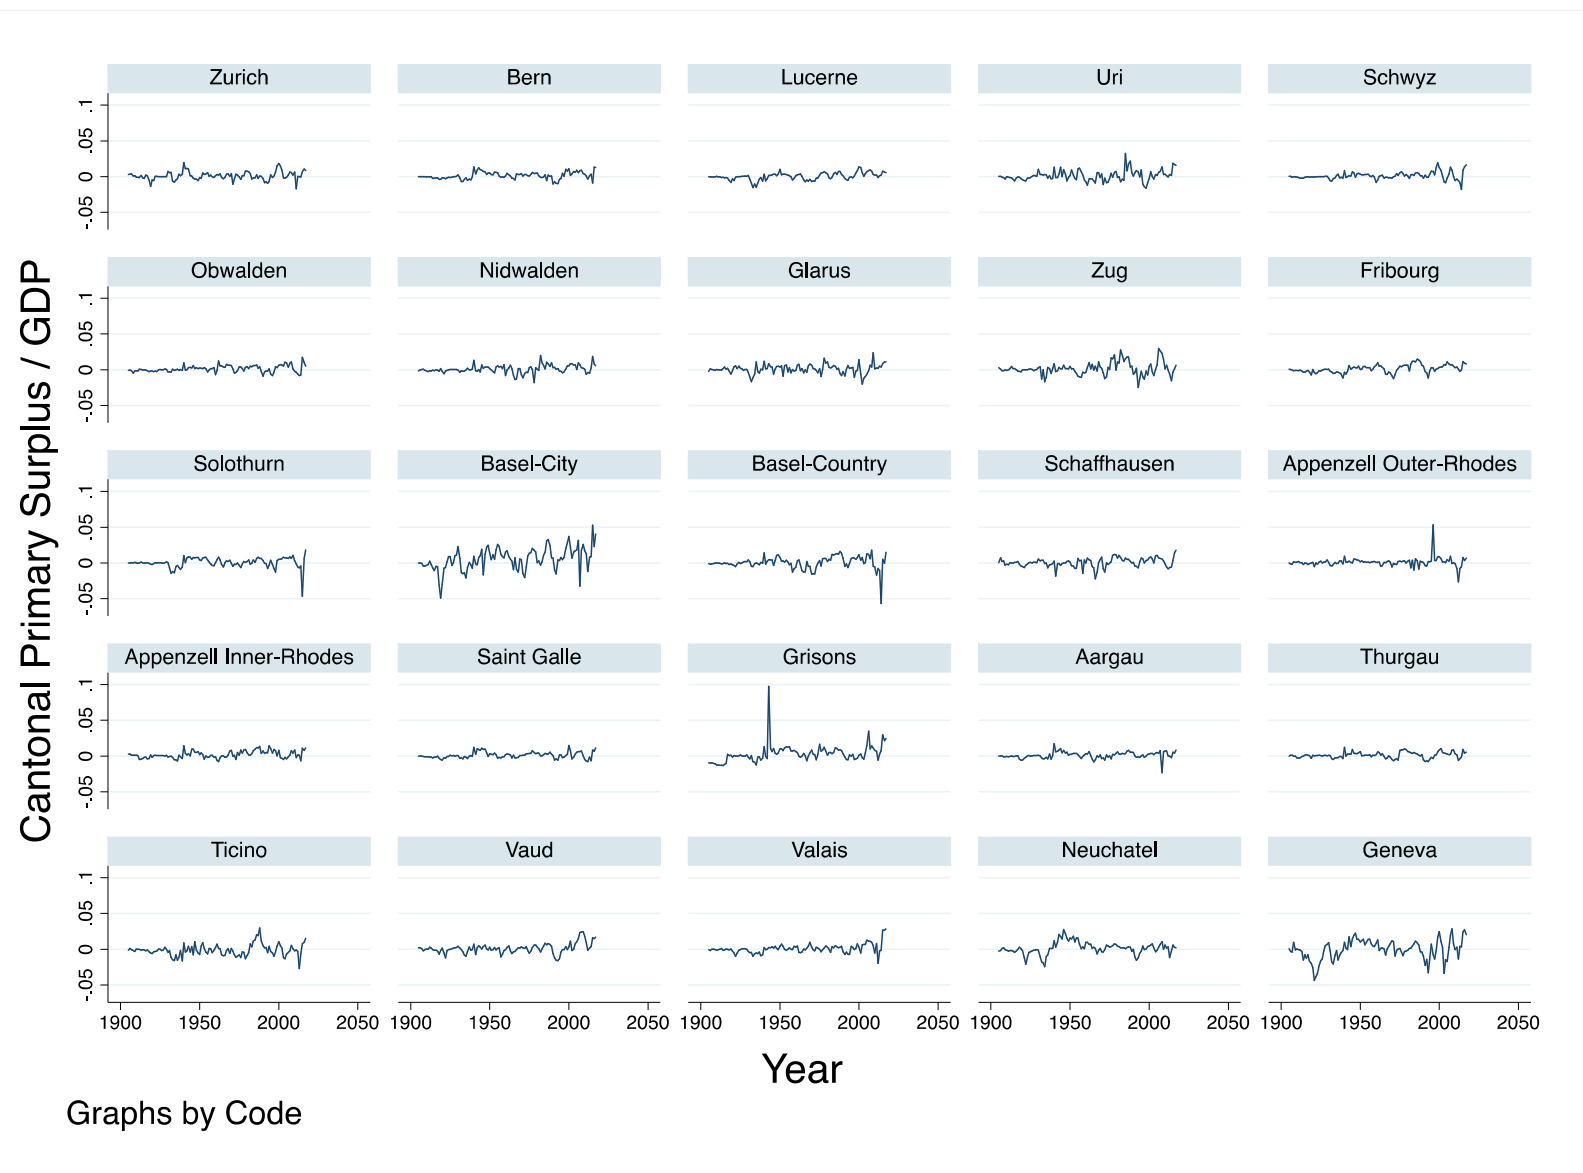 Cantonal Primary Surplus / GDP
Zurich Bern Lucerne Uri Schwyz
.1
.05
0
-.05
Obwalden Nidwalden Glarus Zug Fribourg
.1
.05
0
-.05
Solothurn Basel-City Basel-Country Schaffhausen Appenzell Outer-Rhodes
.1
.05
0
-.05
Appenzell Inner-Rhodes Saint Galle Grisons Aargau Thurgau
.1
.05
0
-.05
Ticino Vaud Valais Neuchatel Geneva
.1
.05
0
-.05
1900 1950 2000 2050 1900 1950 2000 2050 1900 1950 2000 2050 1900 1950 2000 2050 1900 1950 2000 2050
Year
Graphs by Code